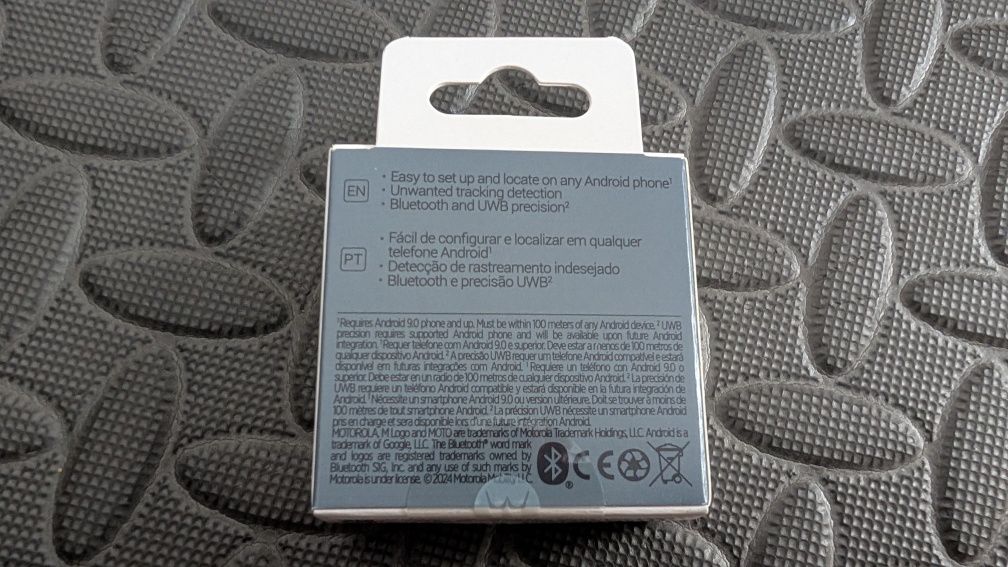 EN
• Easy to set up and locate on any Android phone¹
• Unwanted tracking detection
• Bluetooth and UWB precision²
PT
• Fácil de configurar e localizar em qualquer
telefone Android¹
• Detecção de rastreamento indesejado
• Bluetooth e precisão UWB²
¹Requires Android 9.0 phone and up. Must be within 100 meters of any Android device. ² UWB
precision requires supported Android phone and will be available upon future Android
integration. ¹Requer telefone com Android 9.0 e superior. Deve estar a menos de 100 metros de
qualquer dispositivo Android. ² A precisão UWB requer um telefone Android compatível e estará
disponível em futuras integrações com Android. ¹ Requiere un teléfono con Android 9.0 o
superior. Debe estar en un radio de 100 metros de cualquier dispositivo Android. ² La precisión de
UWB requiere un teléfono Android compatible y estará disponible en la futura integración de
Android. ¹ Nécessite un smartphone Android 9.0 ou version ultérieure. Doit se trouver à moins de
100 mètres de tout smartphone Android. ² La précision UWB nécessite un smartphone Android
pris en charge et sera disponible lors d'une future intégration Android.
MOTOROLA, M Logo and MOTO are trademarks of Motorola Trademark Holdings, LLC. Android is a
trademark of Google, LLC. The Bluetooth® word mark
and logos are registered trademarks owned by
Bluetooth SIG, Inc. and any use of such marks by
Motorola is under license. © 2024 Motorola Mobility LLC.
® CE